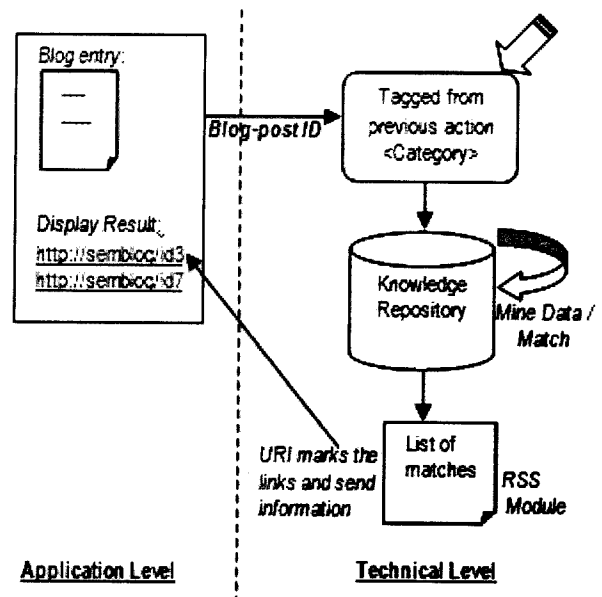 Blog entry:
Display Result:
http://sembloc/id3
http://sembloc/id7
Blog-post ID
Tagged from
previous action
<Category>
Knowledge
Repository
Mine Data /
Match
List of
matches
RSS
Module
URI marks the
links and send
information
Application Level
Technical Level